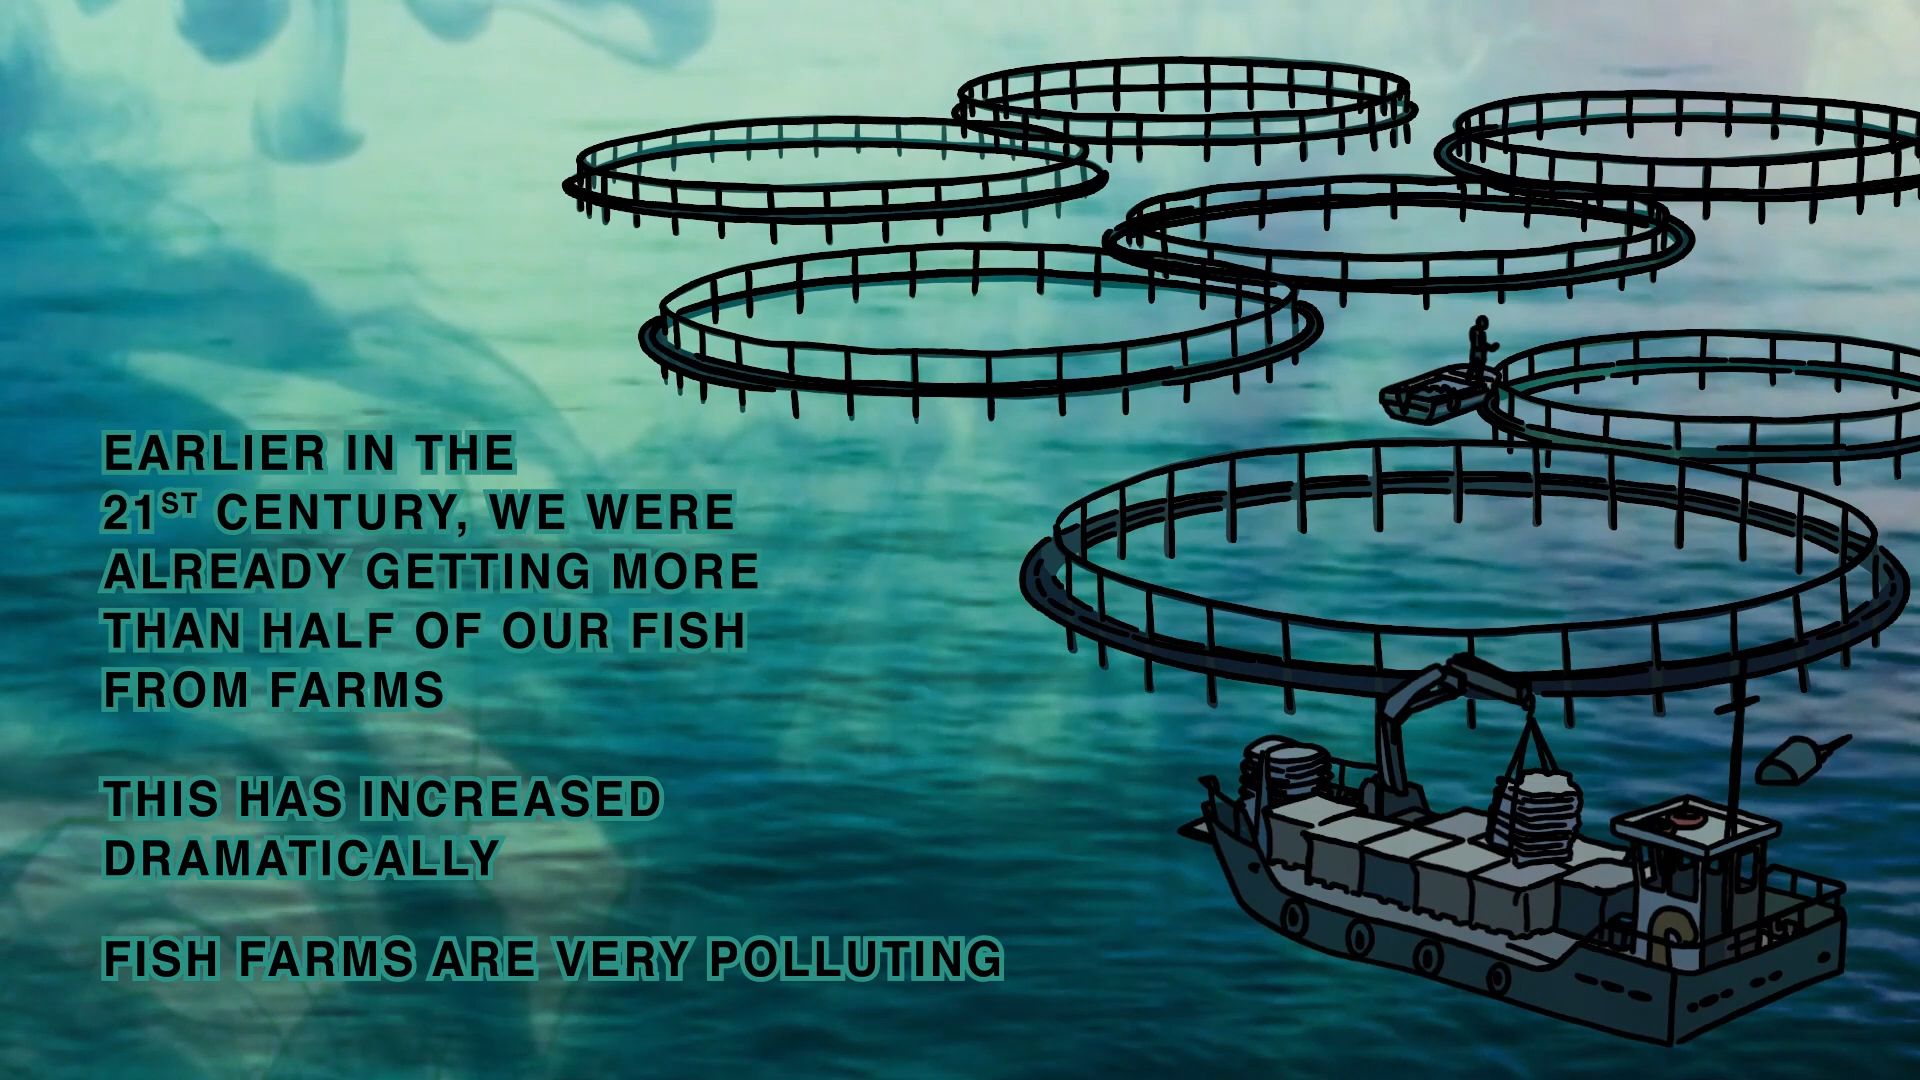 EARLIER IN THE
21ST CENTURY, WE WERE
ALREADY GETTING MORE
THAN HALF OF OUR FISH
FROM FARMS
THIS HAS INCREASED
DRAMATICALLY
FISH FARMS ARE VERY POLLUTING